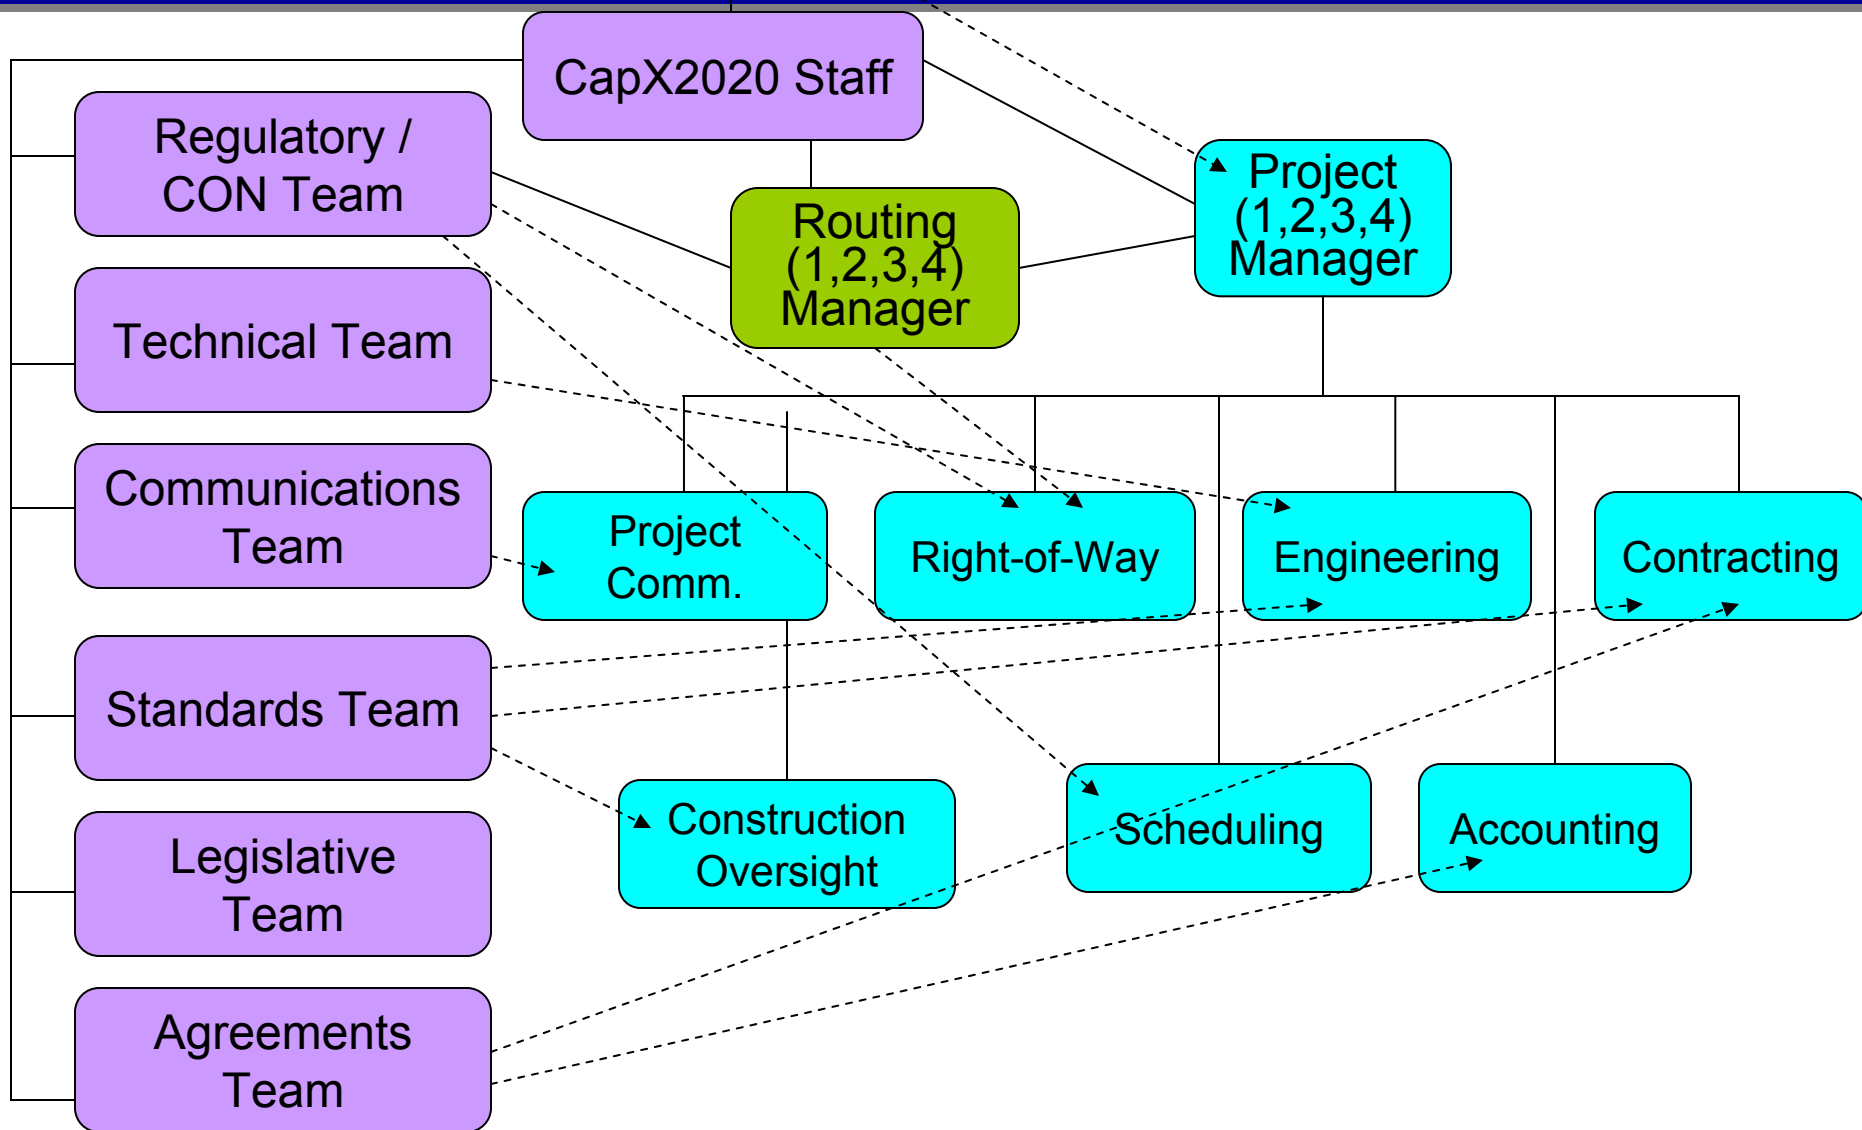 CapX2020 Staff
Regulatory /
CON Team
Project
(1,2,3,4)
Manager
Routing
(1,2,3,4)
Manager
Technical Team
Communications
Team
Project
Comm.
Right-of-Way
Engineering
Contracting
Standards Team
Construction
Oversight
Scheduling
Accounting
Legislative
Team
Agreements
Team